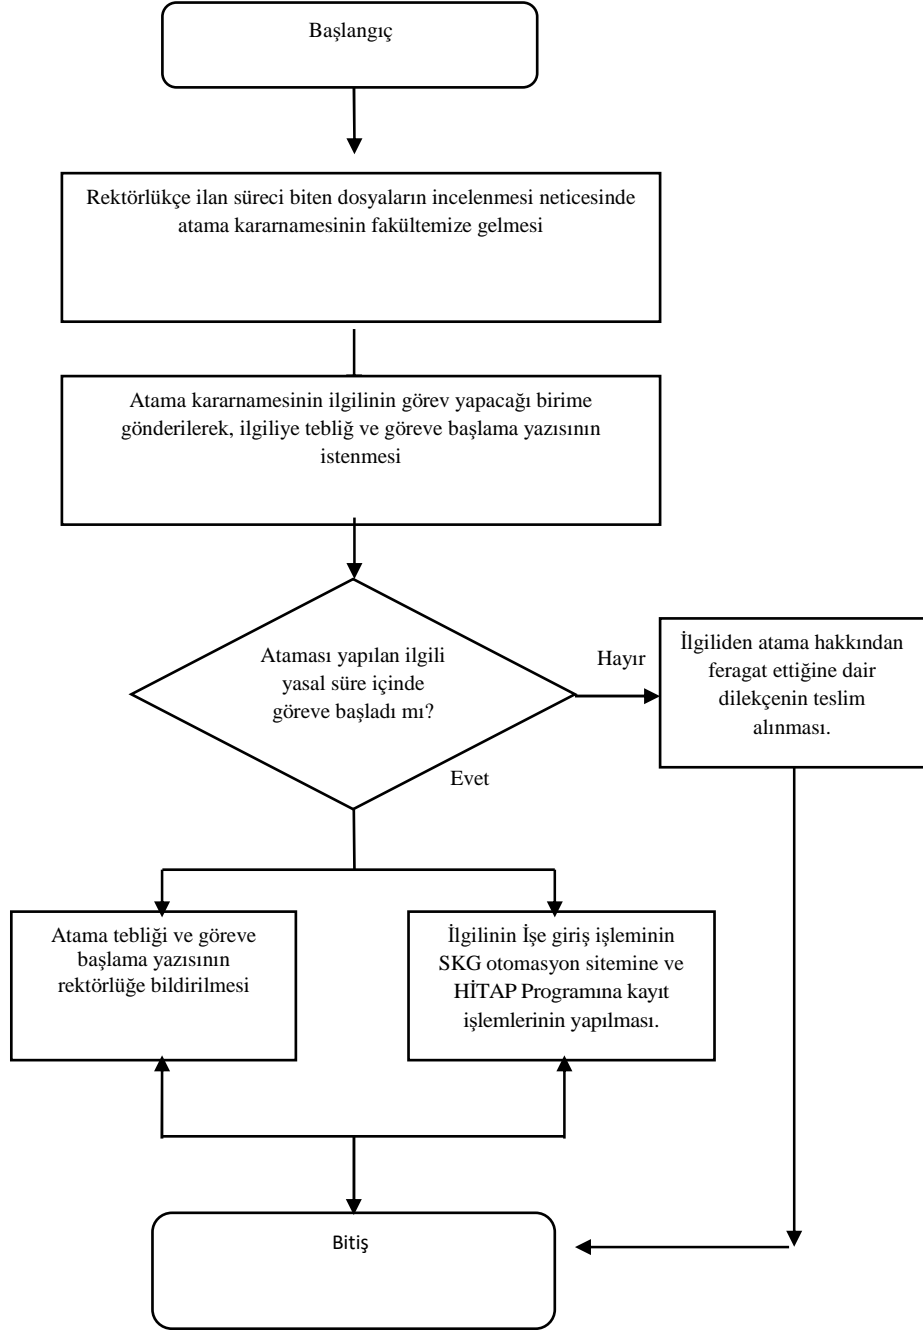 Başlangıç
Rektörlükçe ilan süreci biten dosyaların incelenmesi neticesinde
atama kararnamesinin fakültemize gelmesi
Atama kararnamesinin ilgilinin görev yapacağı birime
gönderilerek, ilgiliye tebliğ ve göreve başlama yazısının
istenmesi
Ataması yapılan ilgili
yasal süre içinde
göreve başladı mı?
Hayır
İlgiliden atama hakkından
feragat ettiğine dair
dilekçenin teslim
alınması.
Evet
Atama tebliği ve göreve
başlama yazısının
rektörlüğe bildirilmesi
İlgilinin İşe giriş işleminin
SKG otomasyon sitemine ve
HİTAP Programına kayıt
işlemlerinin yapılması.
Bitiş